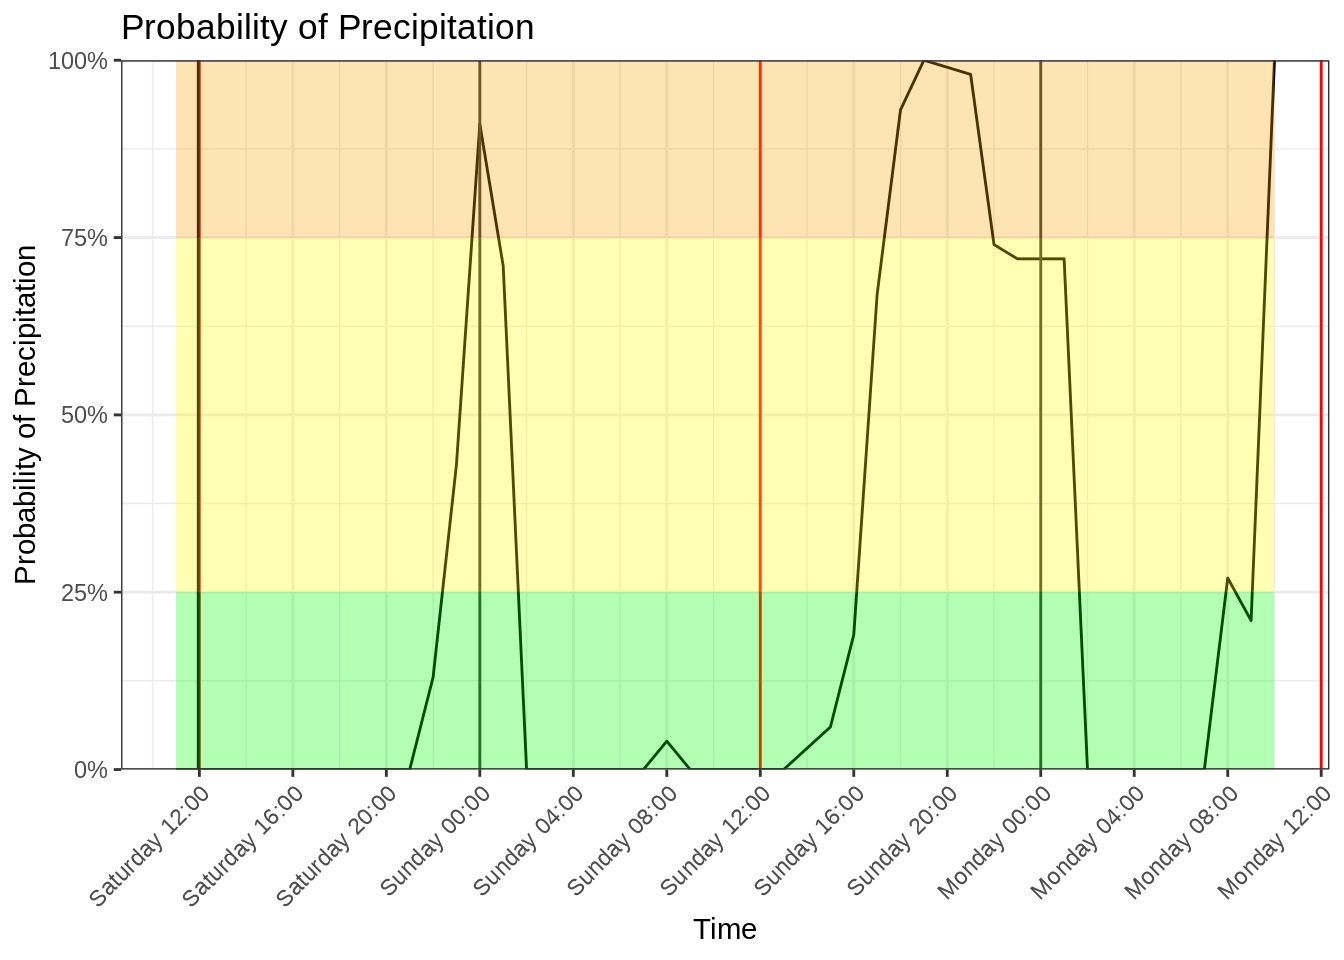 Probability of Precipitation
Probability of Precipitation
100%
75%
50%
25%
0%
Saturday 12:00
Saturday 16:00
Saturday 20:00
Sunday 00:00
Sunday 04:00
Sunday 08:00
Sunday 12:00
Sunday 16:00
Sunday 20:00
Monday 00:00
Monday 04:00
Monday 08:00
Monday 12:00
Time